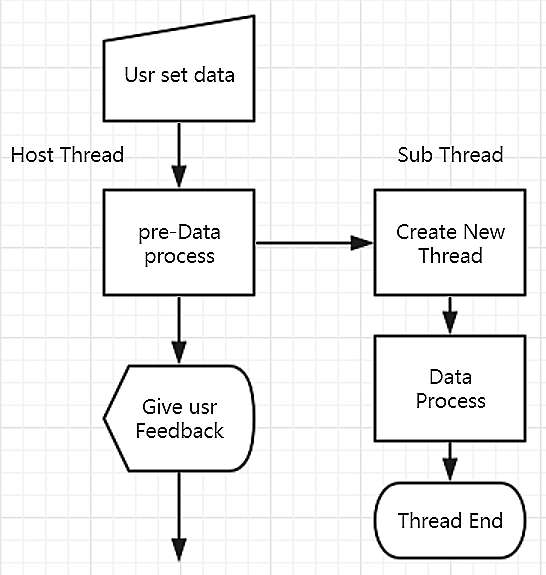 Usr set data
Host Thread
Sub Thread
pre-Data
process
Create New
Thread
Give usr
Feedback
Data
Process
Thread End